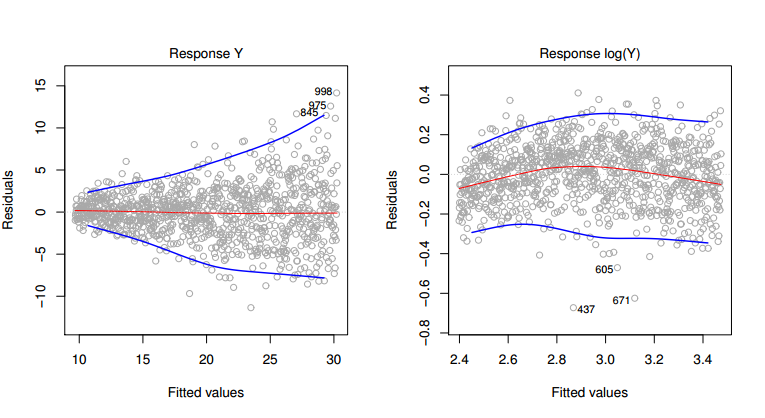 Response Y
Residuals
15
10
5
0
−5
−10
998
975
845
10 15 20 25 30
Fitted values
Response log(Y)
Residuals
0.4
0.2
0.0
−0.2
−0.4
−0.6
−0.8
605
671
437
2.4 2.6 2.8 3.0 3.2 3.4
Fitted values